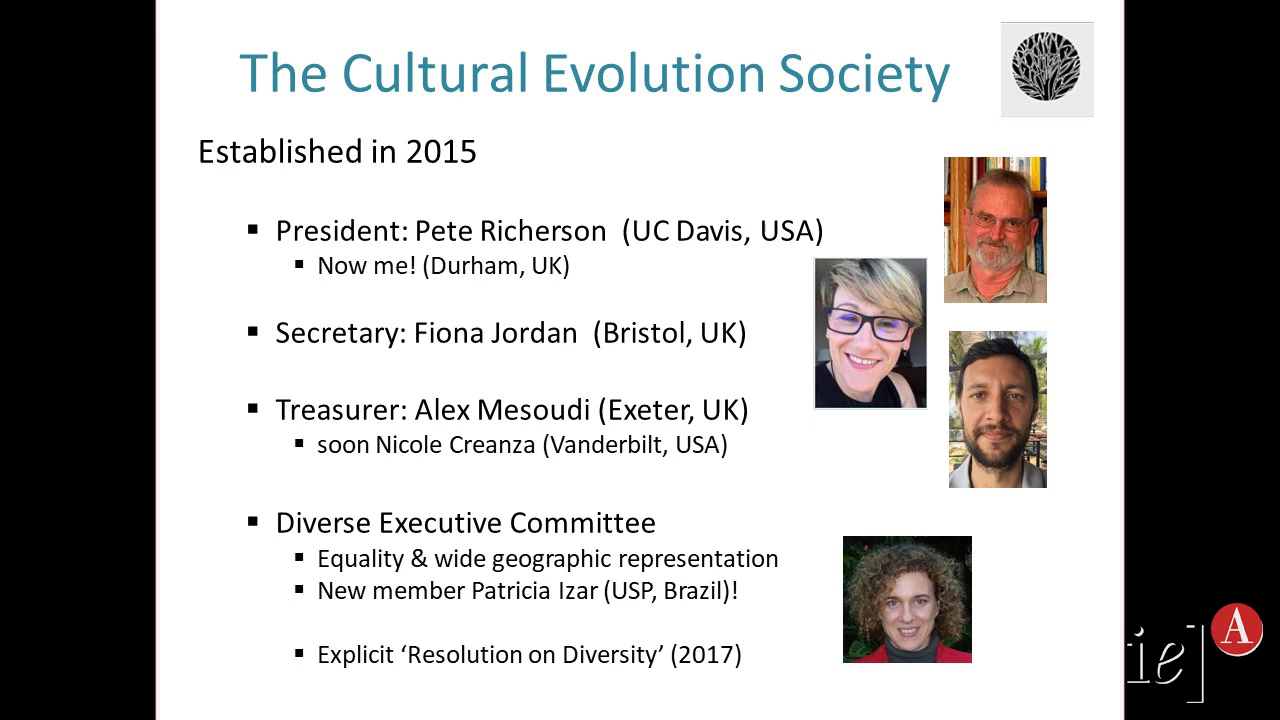 The Cultural Evolution Society
Established in 2015
▪ President: Pete Richerson (UC Davis, USA)
▪ Now me! (Durham, UK)
▪ Secretary: Fiona Jordan (Bristol, UK)
▪ Treasurer: Alex Mesoudi (Exeter, UK)
▪ soon Nicole Creanza (Vanderbilt, USA)
▪ Diverse Executive Committee
▪ Equality & wide geographic representation
▪ New member Patricia Izar (USP, Brazil)!
▪ Explicit ‘Resolution on Diversity’ (2017)
ie]
A